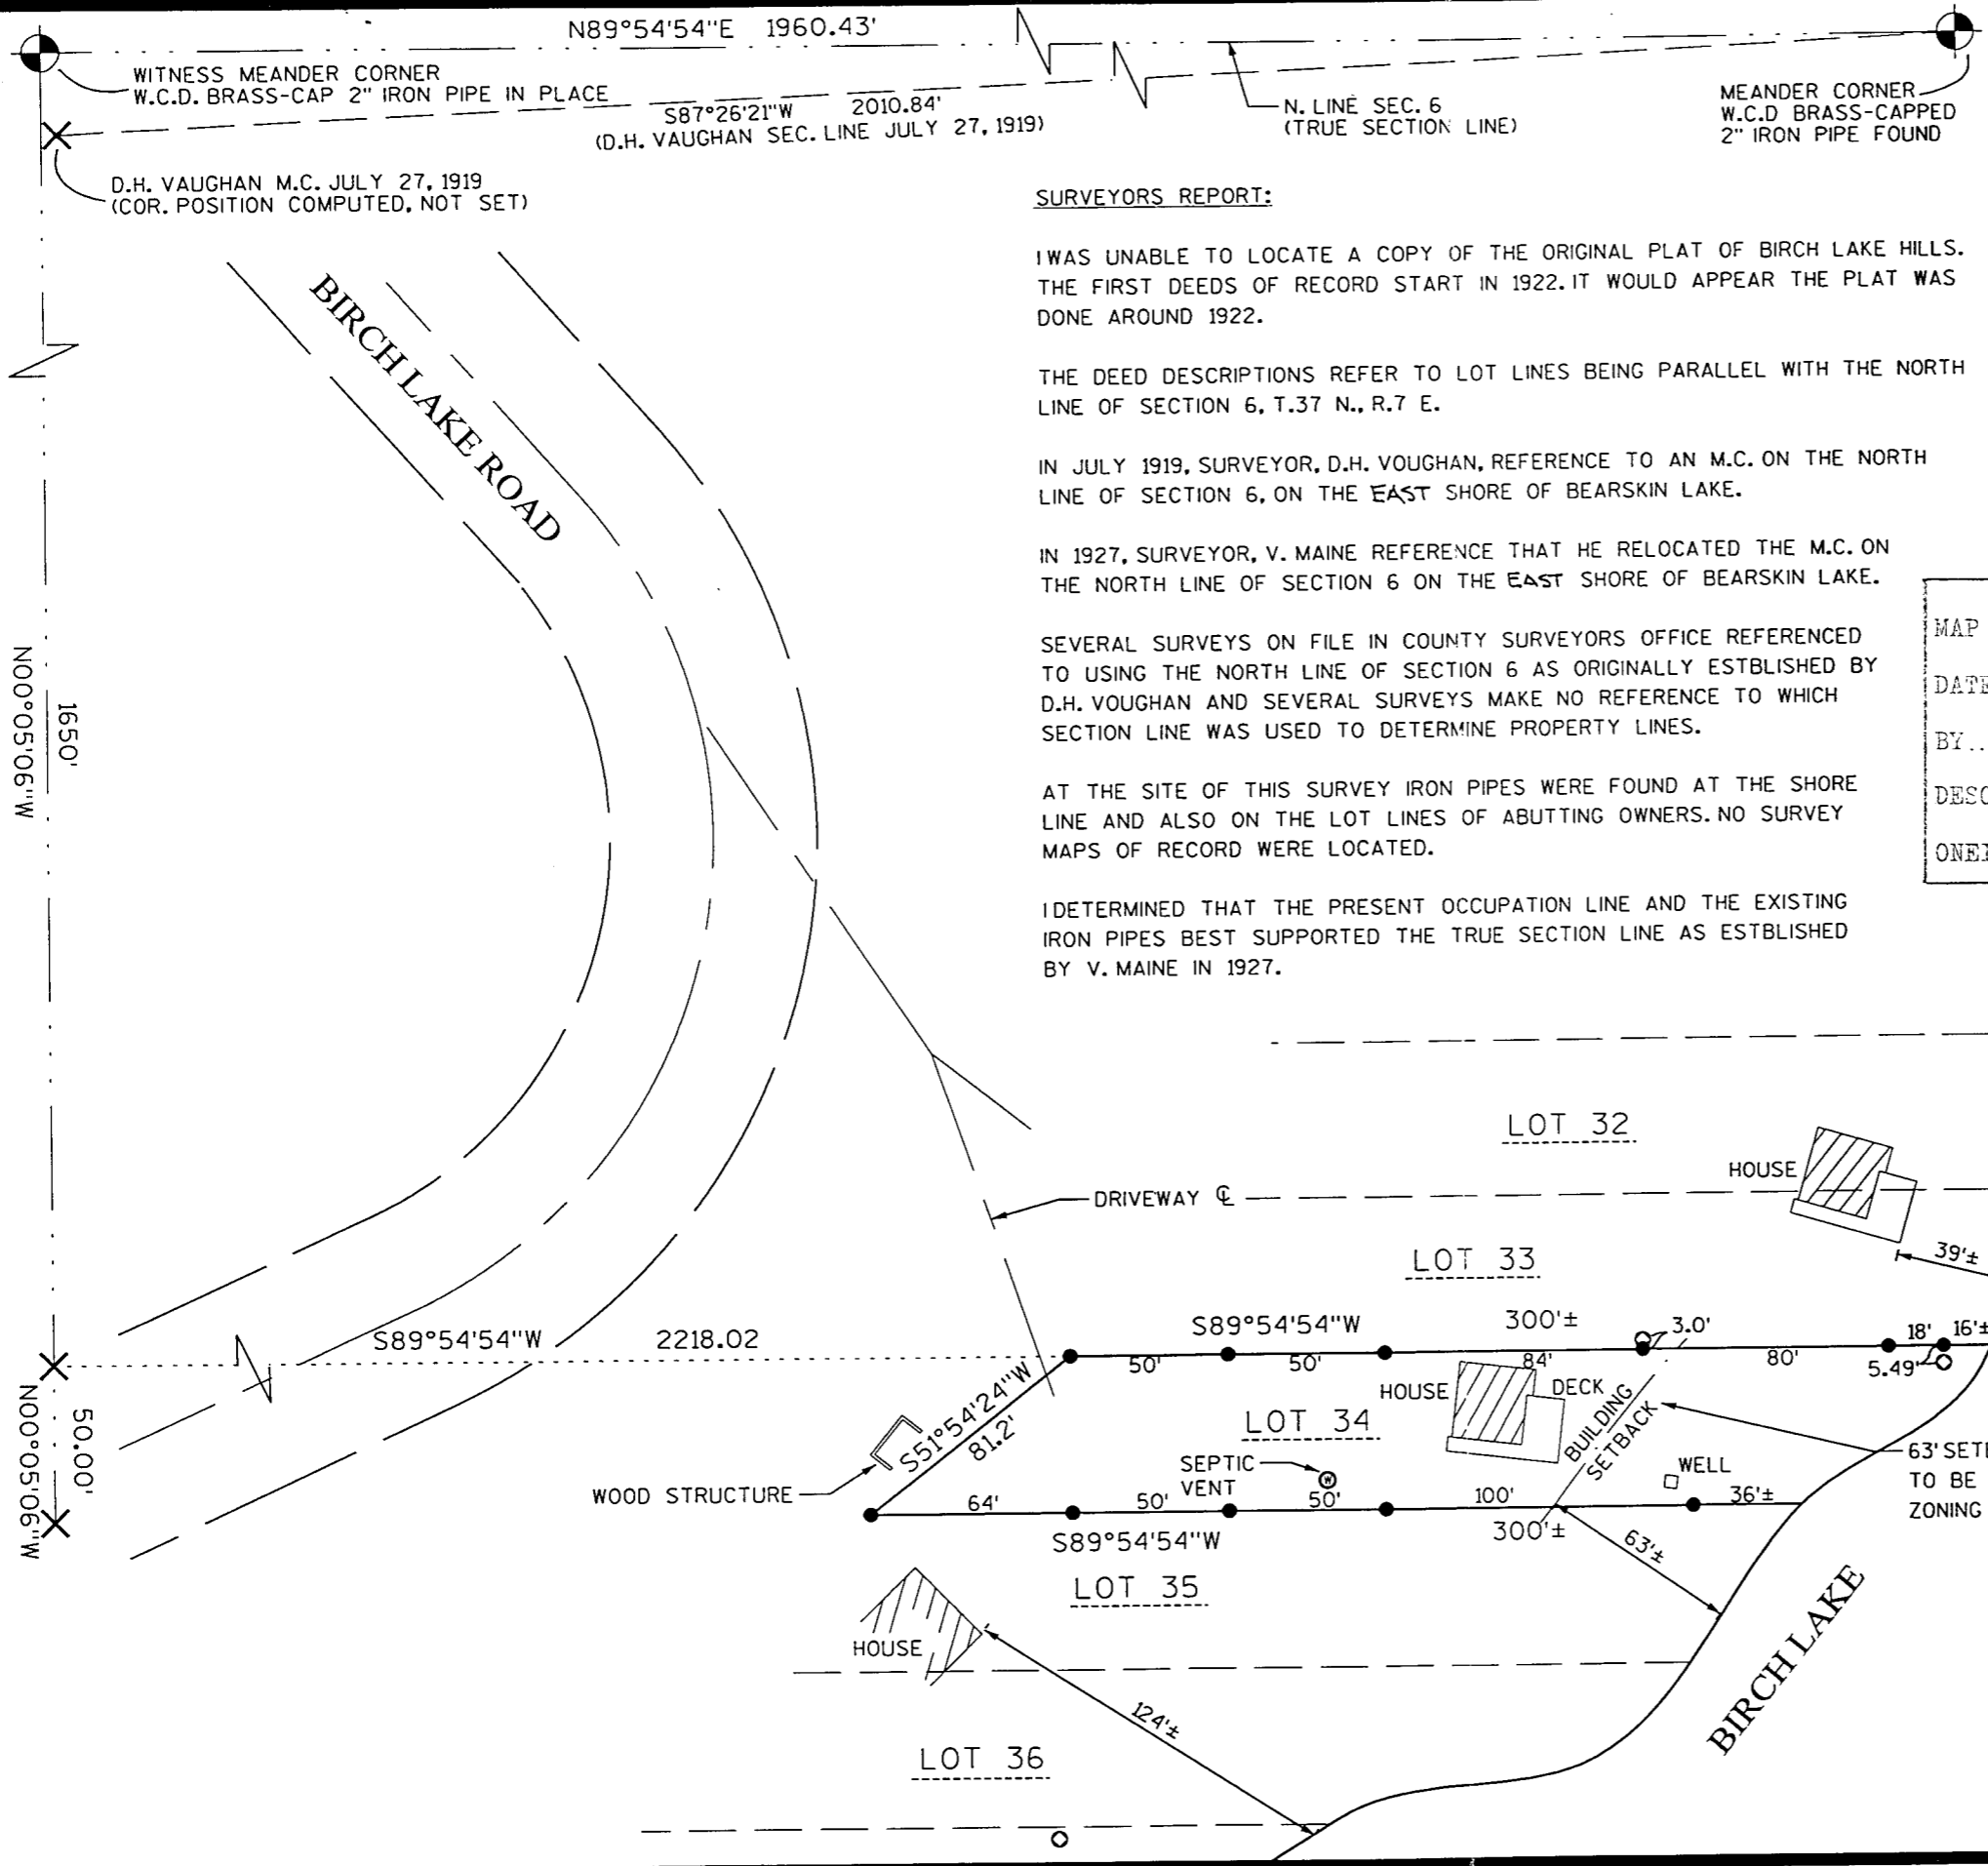 N89°54'54"E 1960.43'
WITNESS MEANDER CORNER
W.C.D. BRASS-CAP 2" IRON PIPE IN PLACE
S87°26'21"W 2010.84'
(D.H. VAUGHAN SEC. LINE JULY 27, 1919)
N. LINE SEC. 6
(TRUE SECTION LINE)
MEANDER CORNER
W.C.D BRASS-CAPPED
2" IRON PIPE FOUND
D.H. VAUGHAN M.C. JULY 27, 1919
(COR. POSITION COMPUTED, NOT SET)
BIRCH LAKE ROAD
SURVEYORS REPORT:
I WAS UNABLE TO LOCATE A COPY OF THE ORIGINAL PLAT OF BIRCH LAKE HILLS.
THE FIRST DEEDS OF RECORD START IN 1922. IT WOULD APPEAR THE PLAT WAS
DONE AROUND 1922.
THE DEED DESCRIPTIONS REFER TO LOT LINES BEING PARALLEL WITH THE NORTH
LINE OF SECTION 6, T.37 N., R.7 E.
IN JULY 1919, SURVEYOR, D.H. VOUGHAN, REFERENCE TO AN M.C. ON THE NORTH
LINE OF SECTION 6, ON THE EAST SHORE OF BEARSKIN LAKE.
IN 1927, SURVEYOR, V. MAINE REFERENCE THAT HE RELOCATED THE M.C. ON
THE NORTH LINE OF SECTION 6 ON THE EAST SHORE OF BEARSKIN LAKE.
SEVERAL SURVEYS ON FILE IN COUNTY SURVEYORS OFFICE REFERENCED
TO USING THE NORTH LINE OF SECTION 6 AS ORIGINALLY ESTBLISHED BY
D.H. VOUGHAN AND SEVERAL SURVEYS MAKE NO REFERENCE TO WHICH
SECTION LINE WAS USED TO DETERMINE PROPERTY LINES.
AT THE SITE OF THIS SURVEY IRON PIPES WERE FOUND AT THE SHORE
LINE AND ALSO ON THE LOT LINES OF ABUTTING OWNERS. NO SURVEY
MAPS OF RECORD WERE LOCATED.
I DETERMINED THAT THE PRESENT OCCUPATION LINE AND THE EXISTING
IRON PIPES BEST SUPPORTED THE TRUE SECTION LINE AS ESTBLISHED
BY V. MAINE IN 1927.
MAP
DATE
BY..
DESC
ONE
N00°05'06"W
1650'
LOT 32
HOUSE
DRIVEWAY ℄
39'±
LOT 33
S89°54'54"W 2218.02
S89°54'54"W 300'±
3.0'
18' 16'±
50' 50' 84' 80' 5.49'
HOUSE DECK
BUILDING
SETBACK
S51°54'24"W
81.2'
LOT 34
N00°05'06"W
50.00'
SEPTIC
VENT
W
WELL
63' SETB
TO BE
ZONING
WOOD STRUCTURE
64' 50' 50' 100' 36'±
S89°54'54"W 300'±
63'±
LOT 35
HOUSE
124'±
BIRCH LAKE
LOT 36